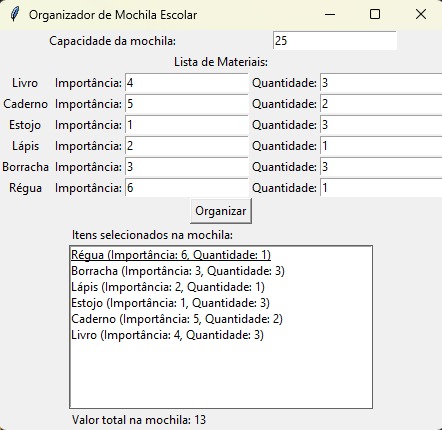 Organizador de Mochila Escolar
Capacidade da mochila: 25
Lista de Materiais:
Livro Importância: 4 Quantidade: 3
Caderno Importância: 5 Quantidade: 2
Estojo Importância: 1 Quantidade: 3
Lápis Importância: 2 Quantidade: 1
Borracha Importância: 3 Quantidade: 3
Régua Importância: 6 Quantidade: 1
Organizar
Itens selecionados na mochila:
Régua (Importância: 6, Quantidade: 1)
Borracha (Importância: 3, Quantidade: 3)
Lápis (Importância: 2, Quantidade: 1)
Estojo (Importância: 1, Quantidade: 3)
Caderno (Importância: 5, Quantidade: 2)
Livro (Importância: 4, Quantidade: 3)
Valor total na mochila: 13